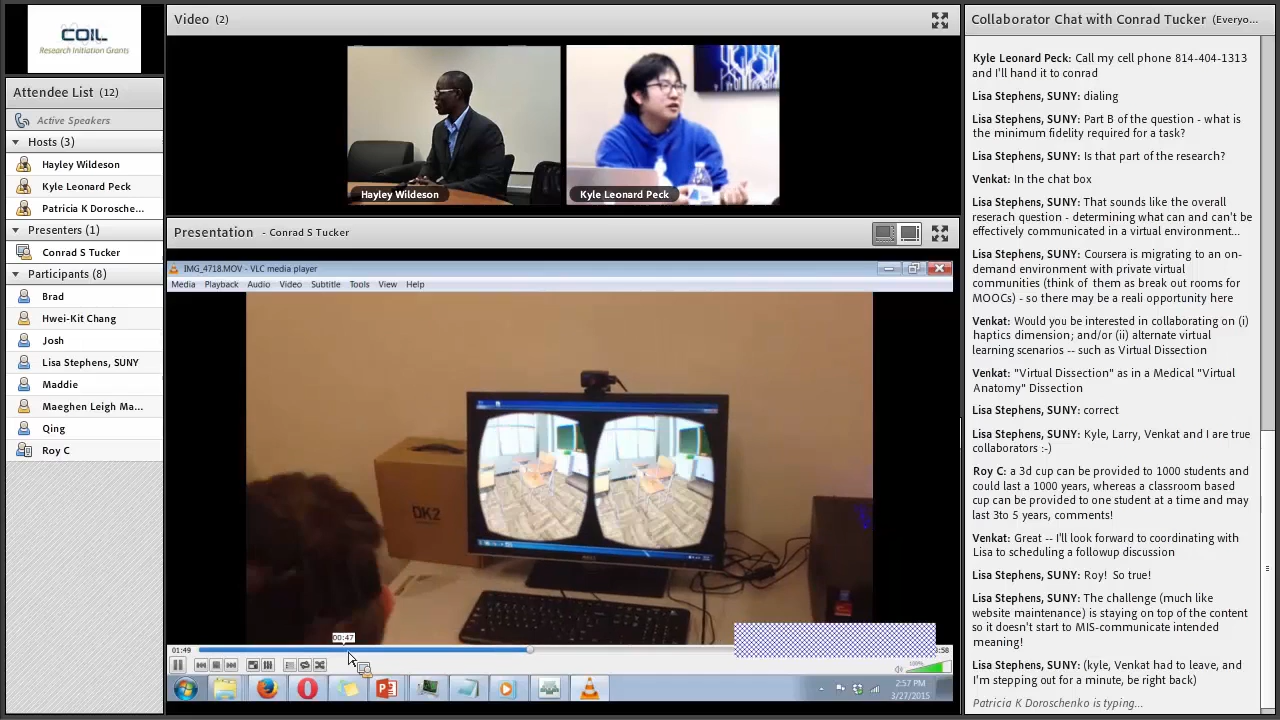 COIL
Research Initiation Grants
Attendee List (12)
Active Speakers
Hosts (3)
Hayley Wildeson
Kyle Leonard Peck
Patricia K Dorosche...
Presenters (1)
Conrad S Tucker
Participants (8)
Brad
Hwei-Kit Chang
Josh
Lisa Stephens, SUNY
Maddie
Maeghen Leigh Ma...
Qing
Roy C
Video (2)
Hayley Wildeson
Kyle Leonard Peck
Presentation - Conrad S Tucker
IMG_4718.MOV - VLC media player
Media Playback Audio Video Subtitle Tools View Help
OK2
00:47
01:49
:58
100%
2:57 PM
3/27/2015
Collaborator Chat with Conrad Tucker (Everyo...
Kyle Leonard Peck: Call my cell phone 814-404-1313
and I'll hand it to conrad
Lisa Stephens, SUNY: dialing
Lisa Stephens, SUNY: Part B of the question - what is
the minimum fidelity required for a task?
Lisa Stephens, SUNY: Is that part of the research?
Venkat: In the chat box
Lisa Stephens, SUNY: That sounds like the overall
reserach question - determining what can and can't be
effectively communicated in a virtual environment...
Lisa Stephens, SUNY: Coursera is migrating to an on-
demand environment with private virtual
communities (think of them as break out rooms for
MOOCs) - so there may be a reali opportunity here
Venkat: Would you be interested in collaborating on (i)
haptics dimension; and/or (ii) alternate virtual
learning scenarios -- such as Virtual Dissection
Venkat: "Virtual Dissection" as in a Medical "Virtual
Anatomy" Dissection
Lisa Stephens, SUNY: correct
Lisa Stephens, SUNY: Kyle, Larry, Venkat and I are true
collaborators :-)
Roy C: a 3d cup can be provided to 1000 students and
could last a 1000 years, whereas a classroom based
cup can be provided to one student at a time and may
last 3to 5 years, comments!
Venkat: Great -- I'll look forward to coordinating with
Lisa to scheduling a followup discussion
Lisa Stephens, SUNY: Roy! So true!
Lisa Stephens, SUNY: The challenge (much like
website maintenance) is staying on top of the content
so it doesn't start to MIS-communicate intended
meaning!
Lisa Stephens, SUNY: (kyle, Venkat had to leave, and
I'm stepping out for a minute, be right back)
Patricia K Doroschenko is typing...